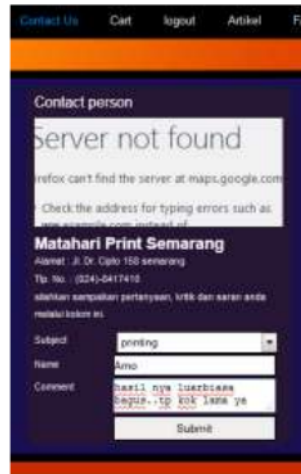 Contact Us Cart logout Artikel F
Contact person
Server not found
irefox can't find the server at maps.google.com
Check the address for typing errors such as
Matahari Print Semarang
Alamat : Jl. Dr. Cipto 158 semarang
Tlp. No. : (024)-8417410
silahkan sampaikan pertanyaan, kritik dan saran anda
melalui kolom ini.
Subject printing
Name Arno
Comment hasil nya luarbiasa
bagus..tp kok lama ya
Submit